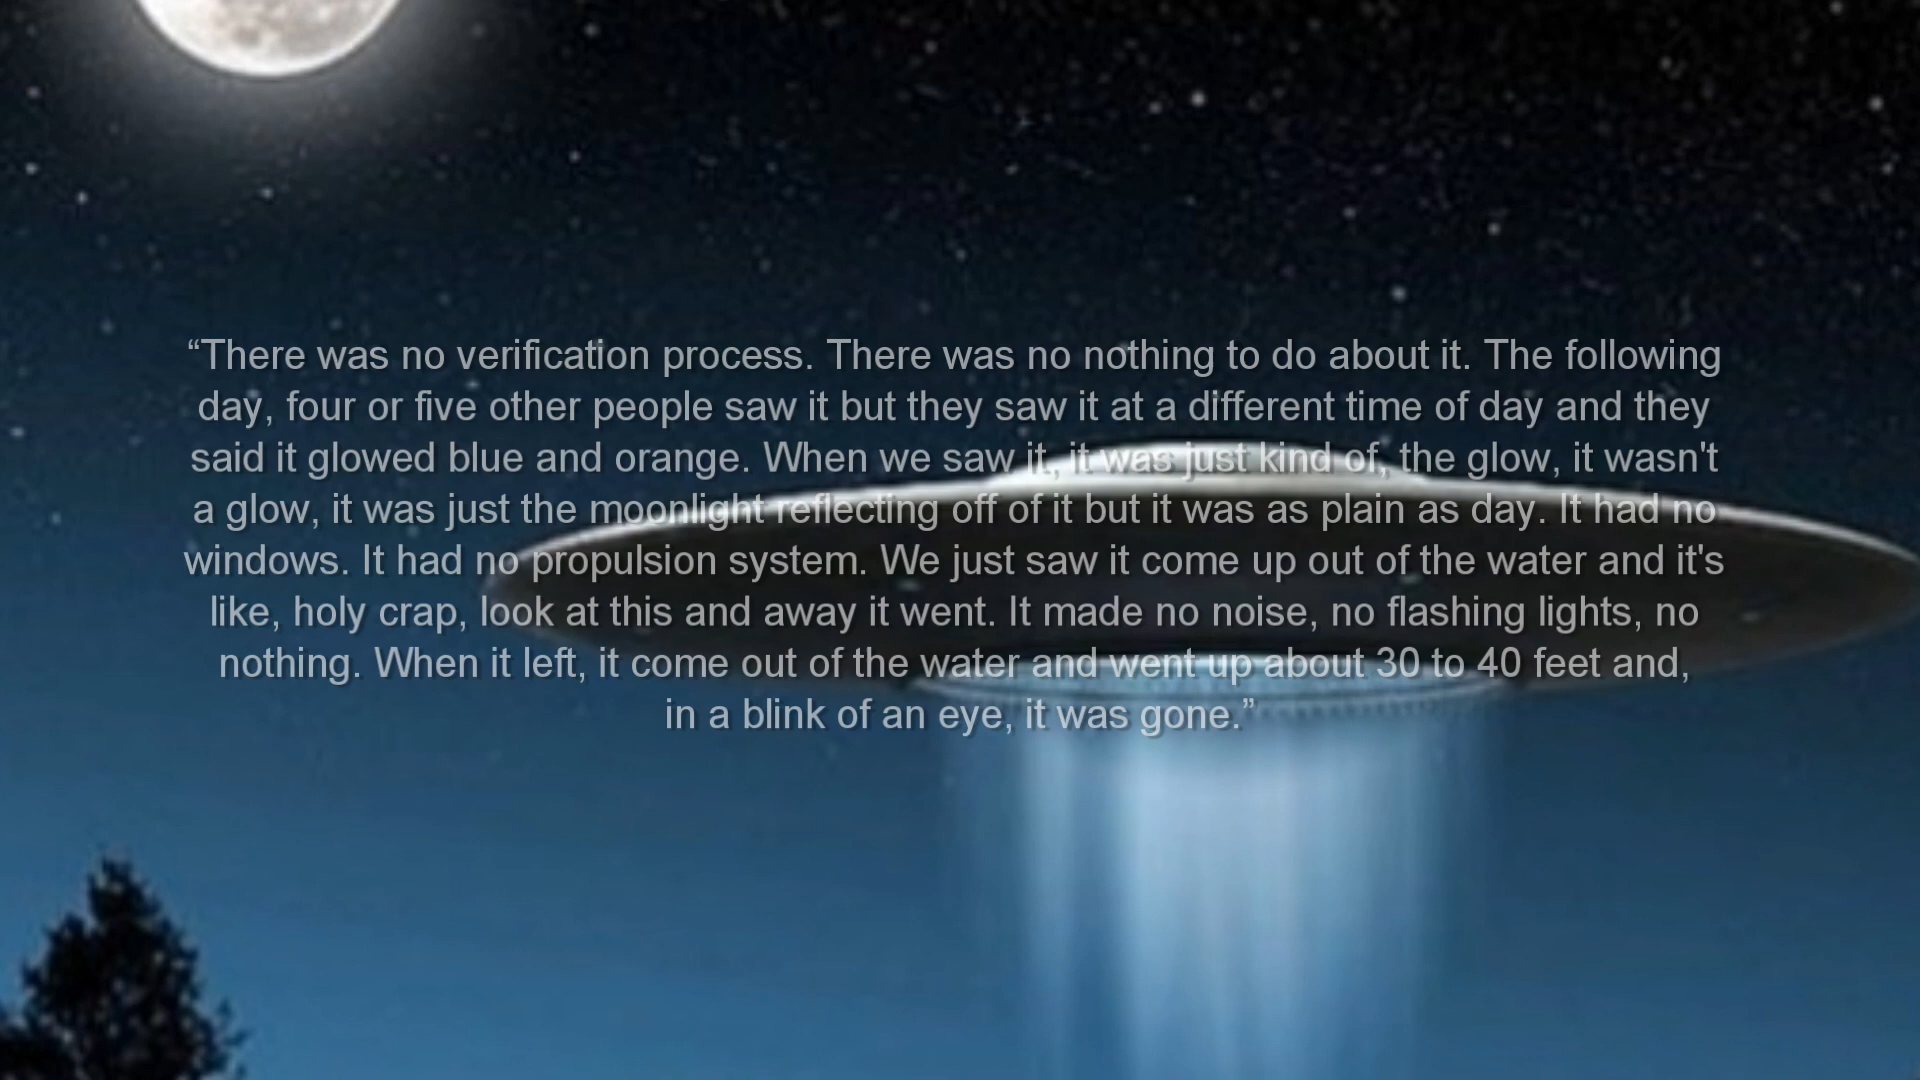 “There was no verification process. There was no nothing to do about it. The following
day, four or five other people saw it but they saw it at a different time of day and they
said it glowed blue and orange. When we saw it, it was just kind of, the glow, it wasn't
a glow, it was just the moonlight reflecting off of it but it was as plain as day. It had no
windows. It had no propulsion system. We just saw it come up out of the water and it's
like, holy crap, look at this and away it went. It made no noise, no flashing lights, no
nothing. When it left, it come out of the water and went up about 30 to 40 feet and,
in a blink of an eye, it was gone.”